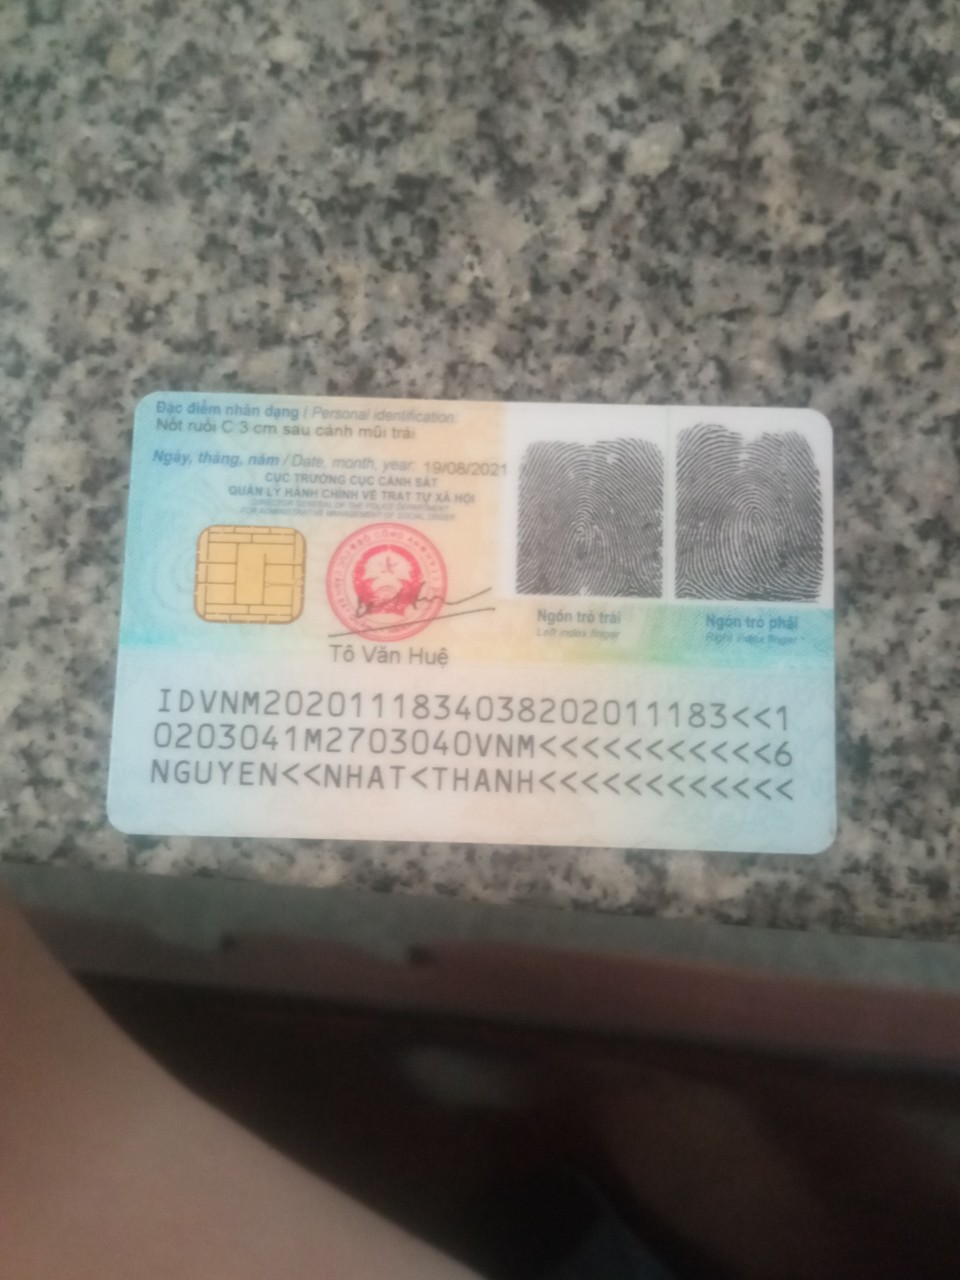 Đặc điểm nhân dạng / Personal identification:
Nốt ruồi C 3 cm sau cánh mũi trái
Ngày, tháng, năm / Date, month, year: 19/08/2021
CỤC TRƯỞNG CỤC CẢNH SÁT
QUẢN LÝ HÀNH CHÍNH VỀ TRẬT TỰ XÃ HỘI
DIRECTOR GENERAL OF THE POLICE DEPARTMENT
FOR ADMINISTRATIVE MANAGEMENT OF SOCIAL ORDER
BỘ CÔNG AN
Tô Văn Huệ
Ngón trỏ trái
Left index finger
Ngón trỏ phải
Right index finger
IDVNM2020111834038202011183<<1
0203041M2703040VNM<<<<<<<<<<<6
NGUYEN<<NHAT<THANH<<<<<<<<<<<<